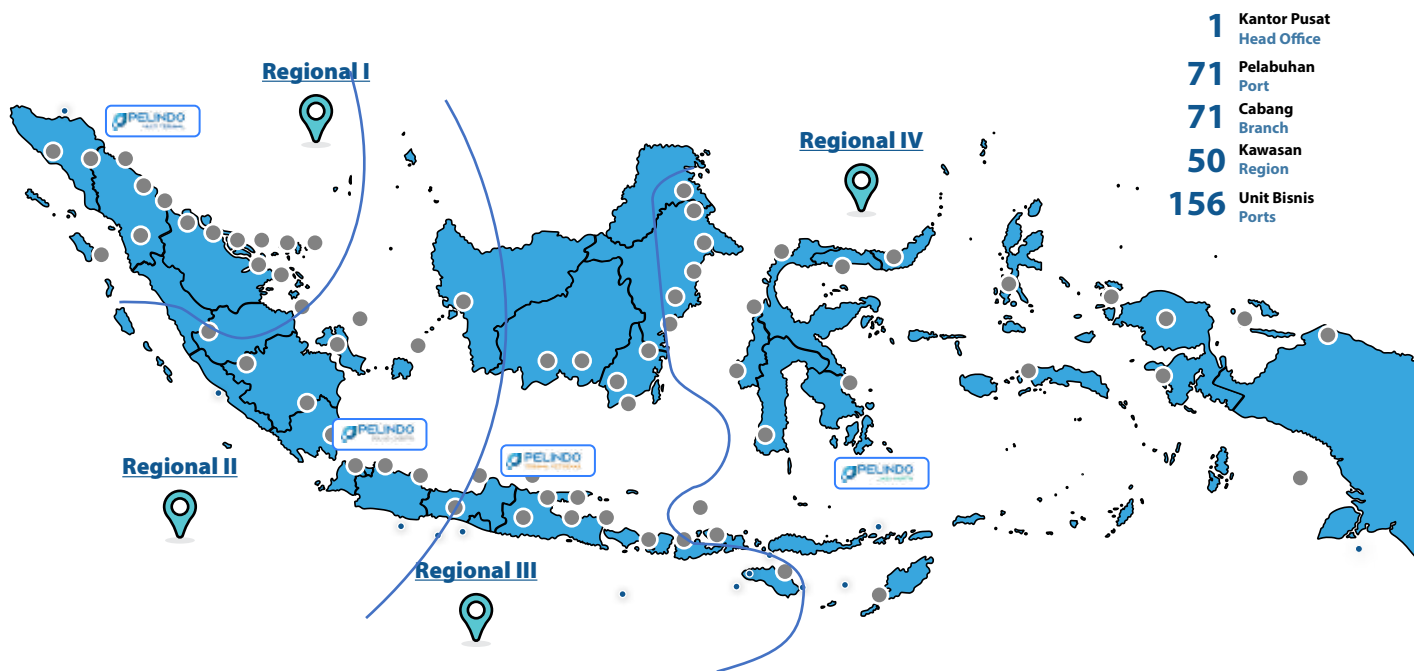 1 Kantor Pusat
Head Office
71 Pelabuhan
Port
71 Cabang
Branch
50 Kawasan
Region
156 Unit Bisnis
Ports
Regional I
PELINDO
Regional IV
PELINDO
PELINDO
PELINDO
Regional II
Regional III